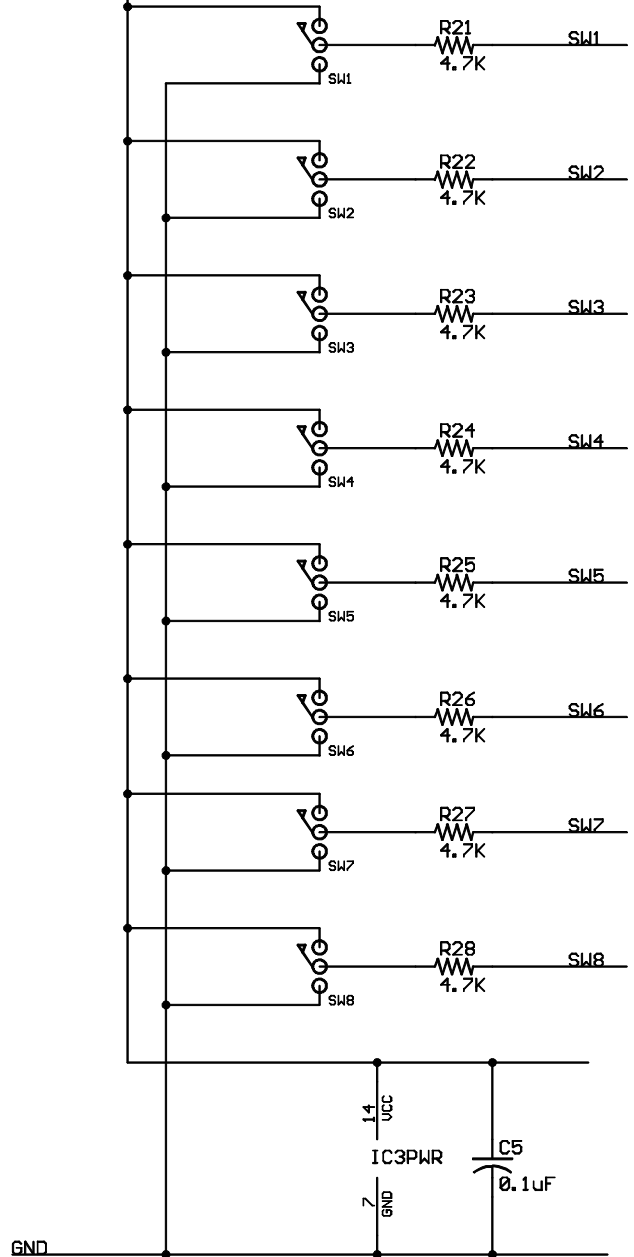 R21
SW1
4.7K
SW1
R22
SW2
4.7K
SW2
R23
SW3
4.7K
SW3
R24
SW4
4.7K
SW4
R25
SW5
4.7K
SW5
R26
SW6
4.7K
SW6
R27
SW7
4.7K
SW7
R28
SW8
4.7K
SW8
14
VCC
IC3PWR
C5
0.1uF
7
GND
GND